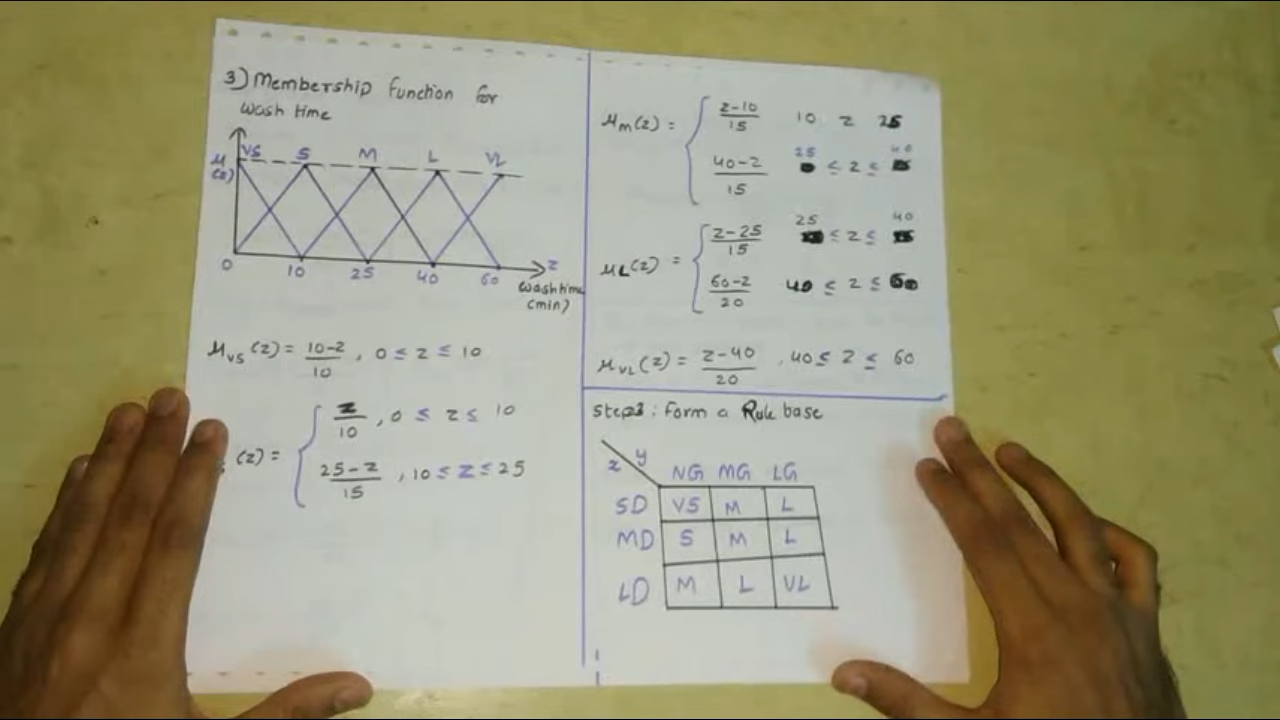 3) Membership function for
wash time
μ(z)
VS S M L VL
0 10 25 40 60
z
washtime
(min)
μVS (z) = 10-z/10 , 0 ≤ z ≤ 10
(z) = { z/10 , 0 ≤ z ≤ 10
25-z/15 , 10 ≤ z ≤ 25
μm(z) = { z-10/15 10 z 25
40-z/15 25 ≤ z ≤ 40
μL(z) = { z-25/15 25 ≤ z ≤ 40
60-z/20 40 ≤ z ≤ 60
μVL(z) = z-40/20 , 40 ≤ z ≤ 60
Step3: Form a Rule base
x y NG MG LG
SD VS M L
MD S M L
LD M L VL